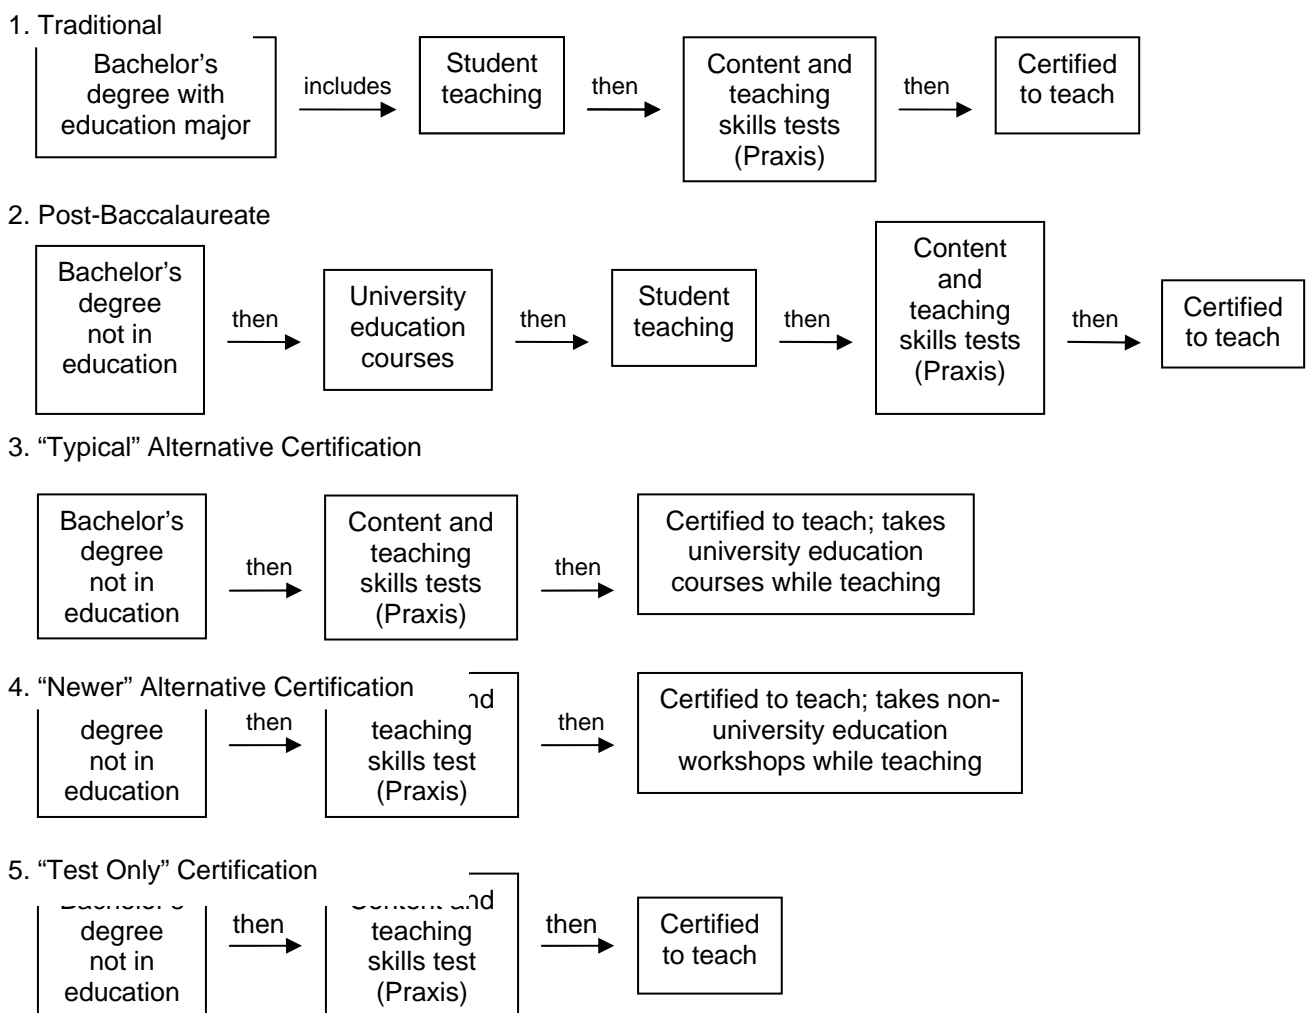 1. Traditional
Bachelor's
degree with
education major
includes
Student
teaching
then
Content and
teaching
skills tests
(Praxis)
then
Certified
to teach
2. Post-Baccalaureate
Bachelor's
degree
not in
education
then
University
education
courses
then
Student
teaching
then
Content
and
teaching
skills tests
(Praxis)
then
Certified
to teach
3. “Typical” Alternative Certification
Bachelor's
degree
not in
education
then
Content and
teaching
skills tests
(Praxis)
then
Certified to teach; takes
university education
courses while teaching
4. “Newer” Alternative Certification
degree
not in
education
then
teaching
skills test
(Praxis)
then
Certified to teach; takes non-
university education
workshops while teaching
5. “Test Only” Certification
degree
not in
education
then
teaching
skills test
(Praxis)
then
Certified
to teach